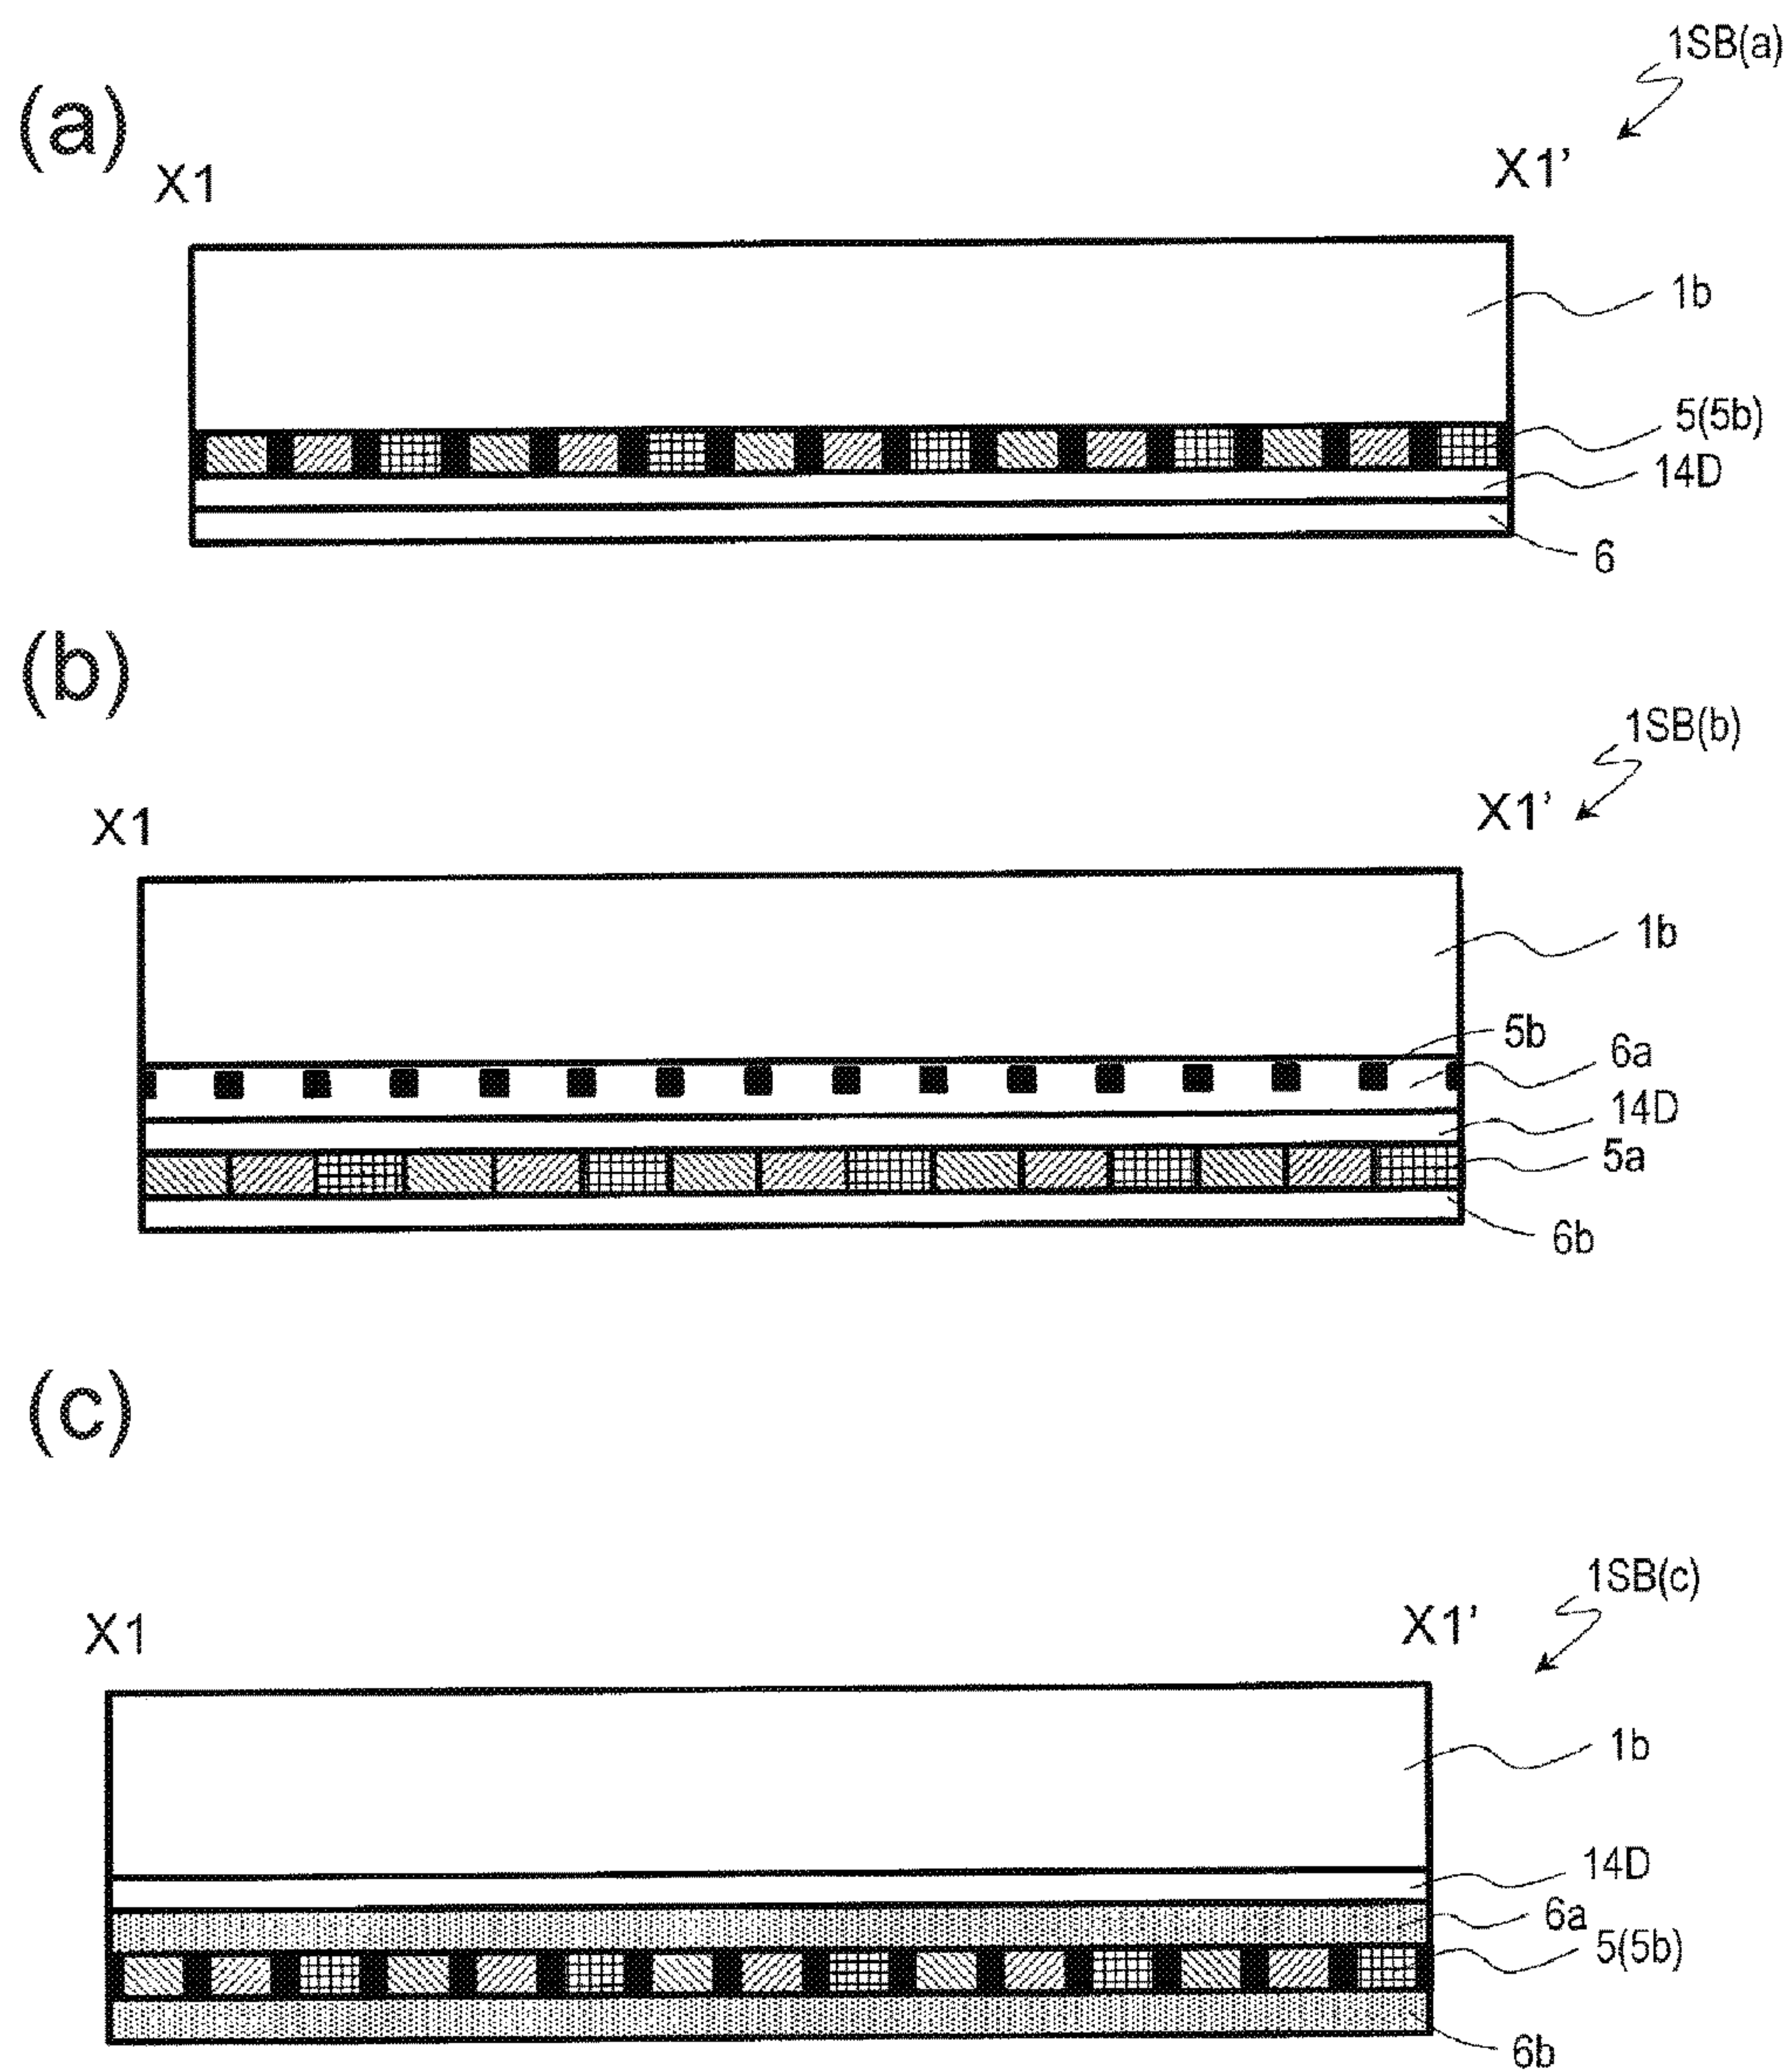 1SB(a)
(a)
X1 X1’
1b
5(5b)
14D
6
(b)
1SB(b)
X1 X1’
1b
5b
6a
14D
5a
6b
(c)
1SB(c)
X1 X1’
1b
14D
6a
5(5b)
6b